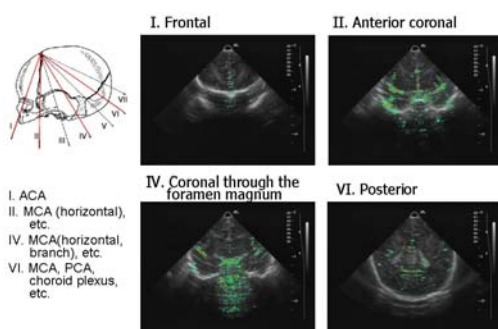 I. Frontal
II. Anterior coronal
I
II
III
IV
V
VI
VII
IV. Coronal through the
foramen magnum
VI. Posterior
I. ACA
II. MCA (horizontal),
etc.
IV. MCA(horizontal,
branch), etc.
VI. MCA, PCA,
choroid plexus,
etc.